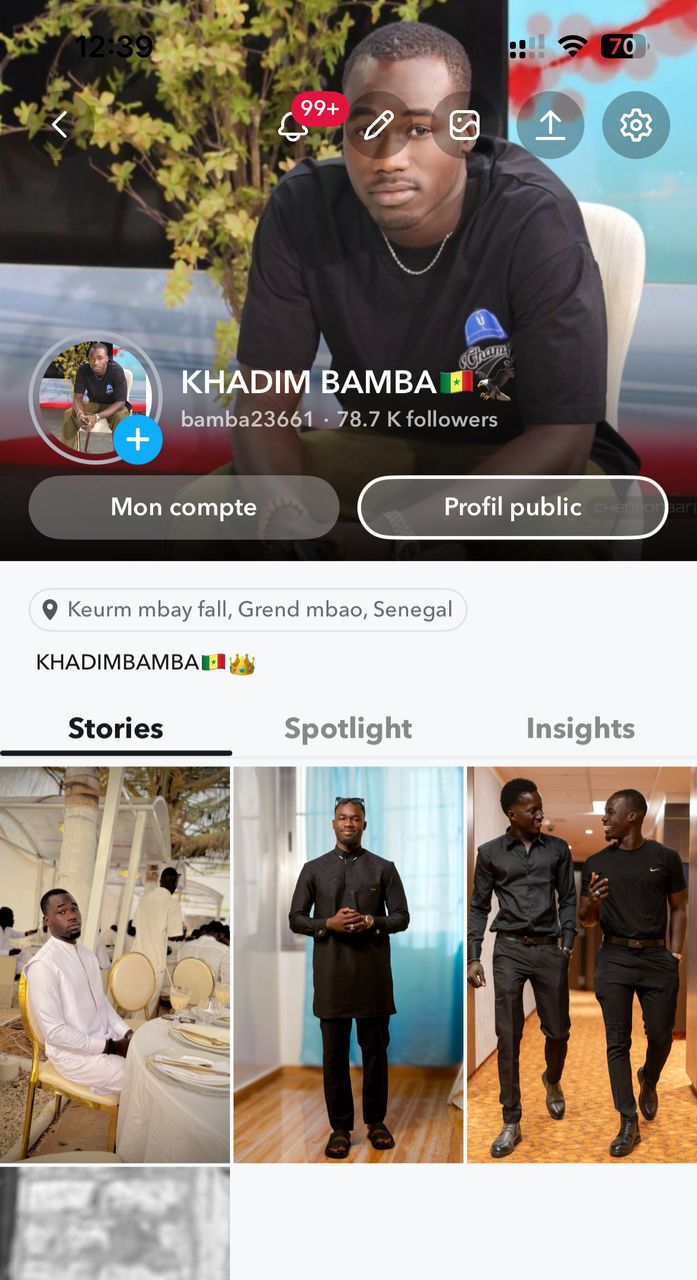 12:39
70
99+
Cham
KHADIM BAMBA🇸🇳🦅
bamba23661 · 78.7 K followers
Mon compte
Profil public
Keurm mbay fall, Grend mbao, Senegal
KHADIMBAMBA🇸🇳👑
Stories
Spotlight
Insights